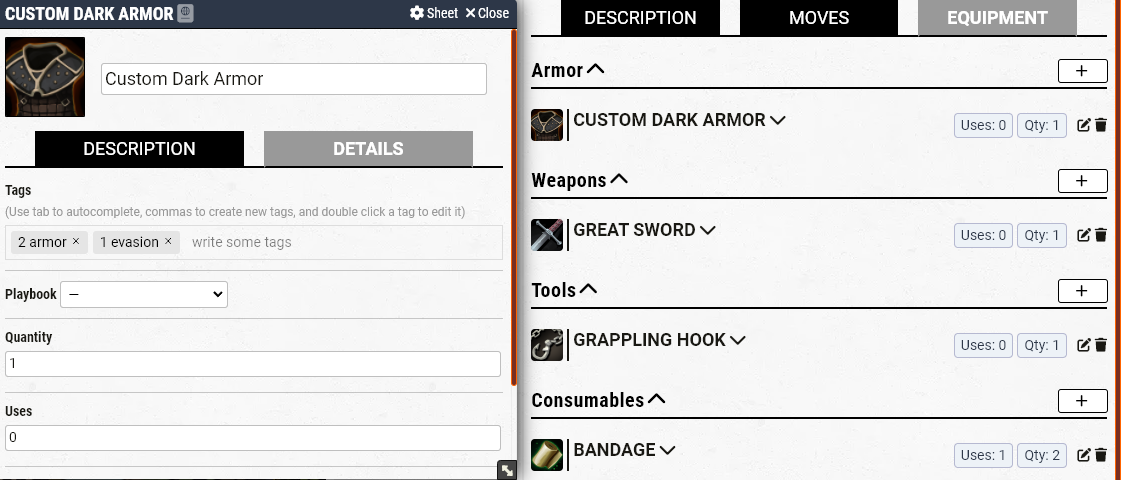 CUSTOM DARK ARMOR
Sheet
Close
Custom Dark Armor
DESCRIPTION
DETAILS
Tags
(Use tab to autocomplete, commas to create new tags, and double click a tag to edit it)
2 armor × 1 evasion × write some tags
Playbook —
Quantity
1
Uses
0
DESCRIPTION
MOVES
EQUIPMENT
Armor
+
CUSTOM DARK ARMOR
Uses: 0
Qty: 1
Weapons
+
GREAT SWORD
Uses: 0
Qty: 1
Tools
+
GRAPPLING HOOK
Uses: 0
Qty: 1
Consumables
+
BANDAGE
Uses: 1
Qty: 2